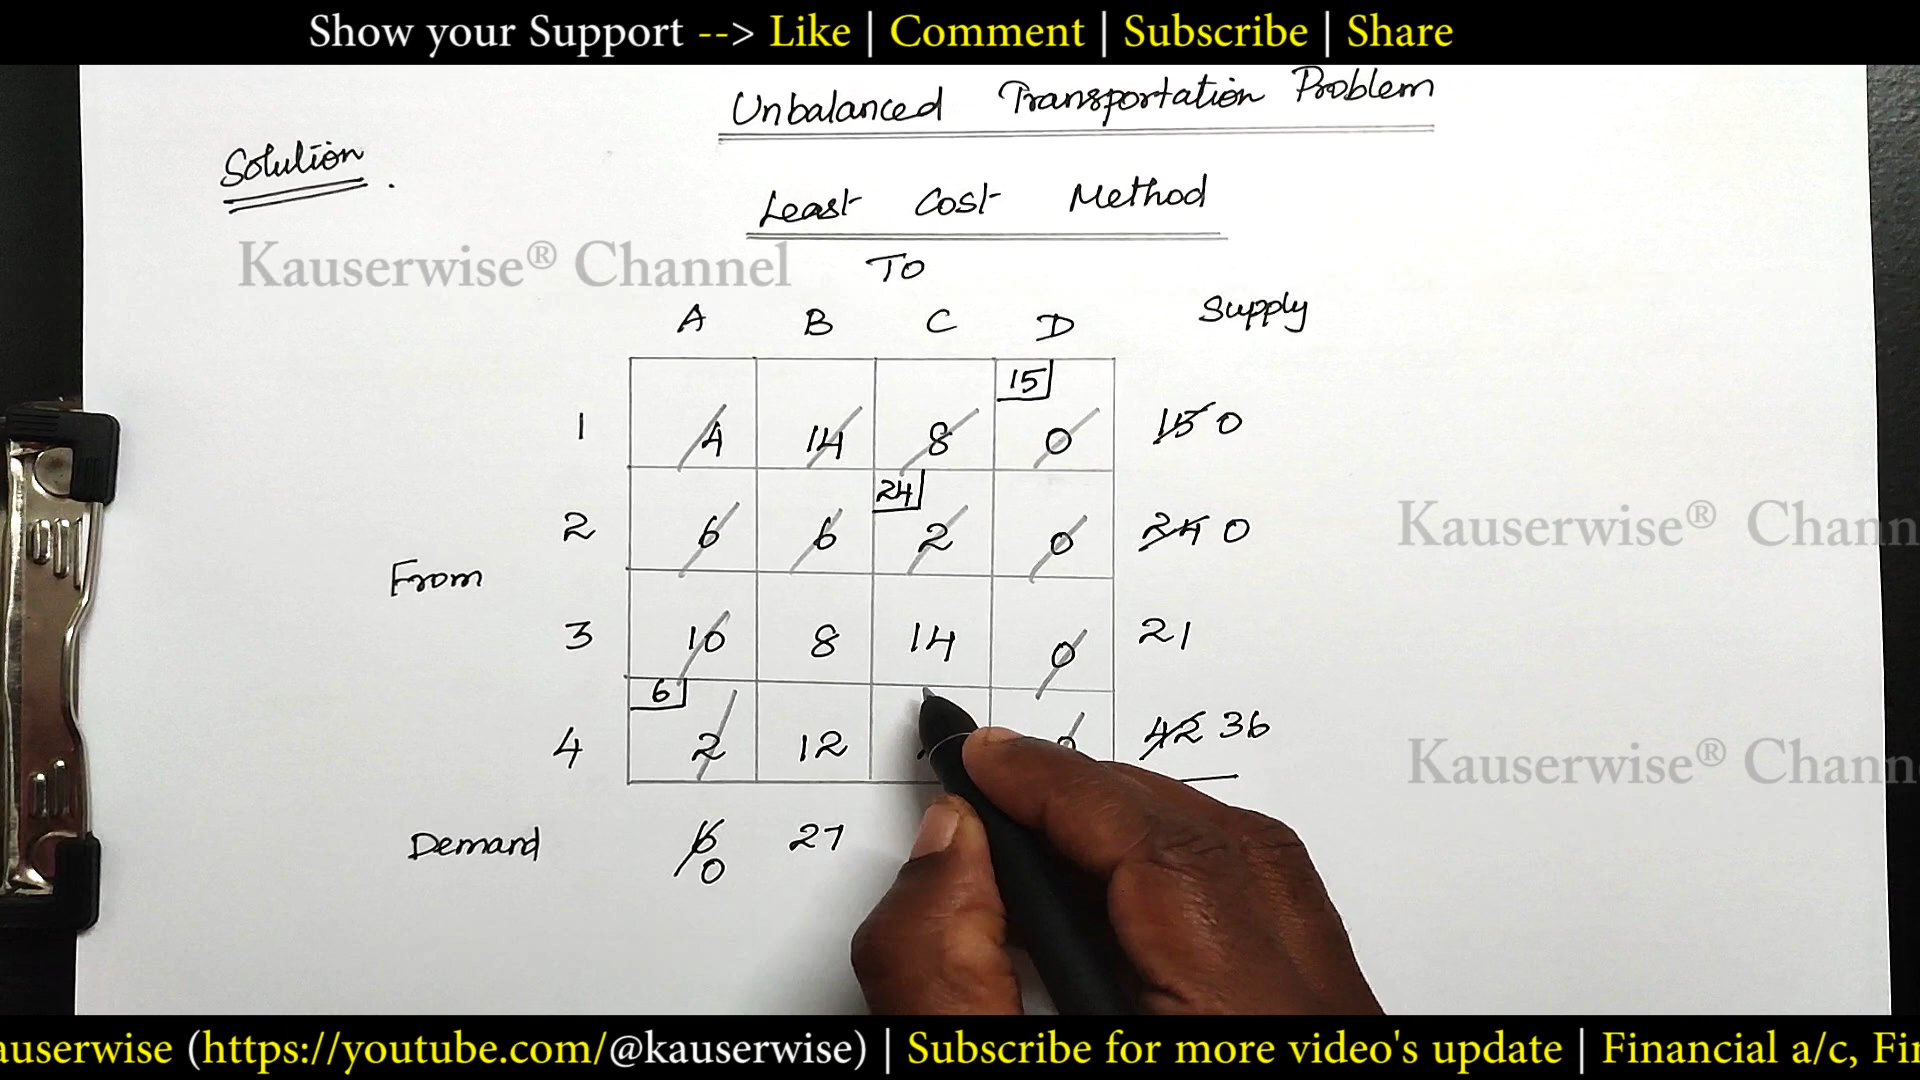 Show your Support --> Like | Comment | Subscribe | Share
Unbalanced Transportation Problem
Solution
Least Cost Method
Kauserwise® Channel
TO
A B C D Supply
15
1 4 14 8 0 15 0
24
2 6 6 2 0 24 0
Kauserwise® Chann
From
3 10 8 14 0 21
6
4 2 12 42 36
Kauserwise® Chann
Demand 6 27
0
auserwise (https://youtube.com/@kauserwise) | Subscribe for more video's update | Financial a/c, Fin